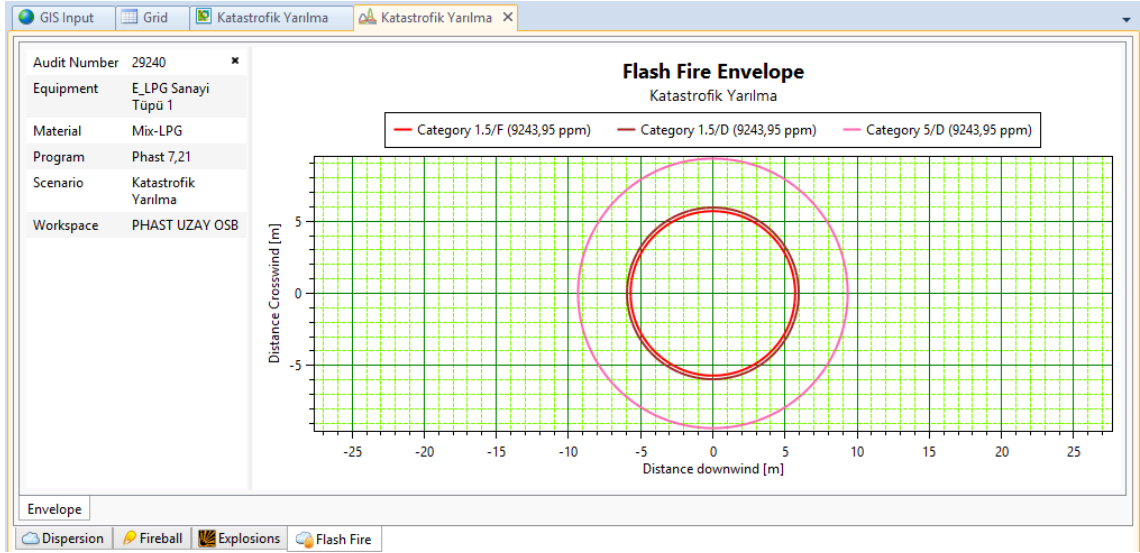 GIS Input
Grid
Katastrofik Yarılma
Katastrofik Yarılma
Audit Number 29240
Equipment E_LPG Sanayi
Tüpü 1
Material Mix-LPG
Program Phast 7,21
Scenario Katastrofik
Yarılma
Workspace PHAST UZAY OSB
Flash Fire Envelope
Katastrofik Yarılma
Category 1.5/F (9243,95 ppm) Category 1.5/D (9243,95 ppm) Category 5/D (9243,95 ppm)
Distance Crosswind [m]
5
0
-5
-25 -20 -15 -10 -5 0 5 10 15 20 25
Distance downwind [m]
Envelope
Dispersion Fireball Explosions Flash Fire